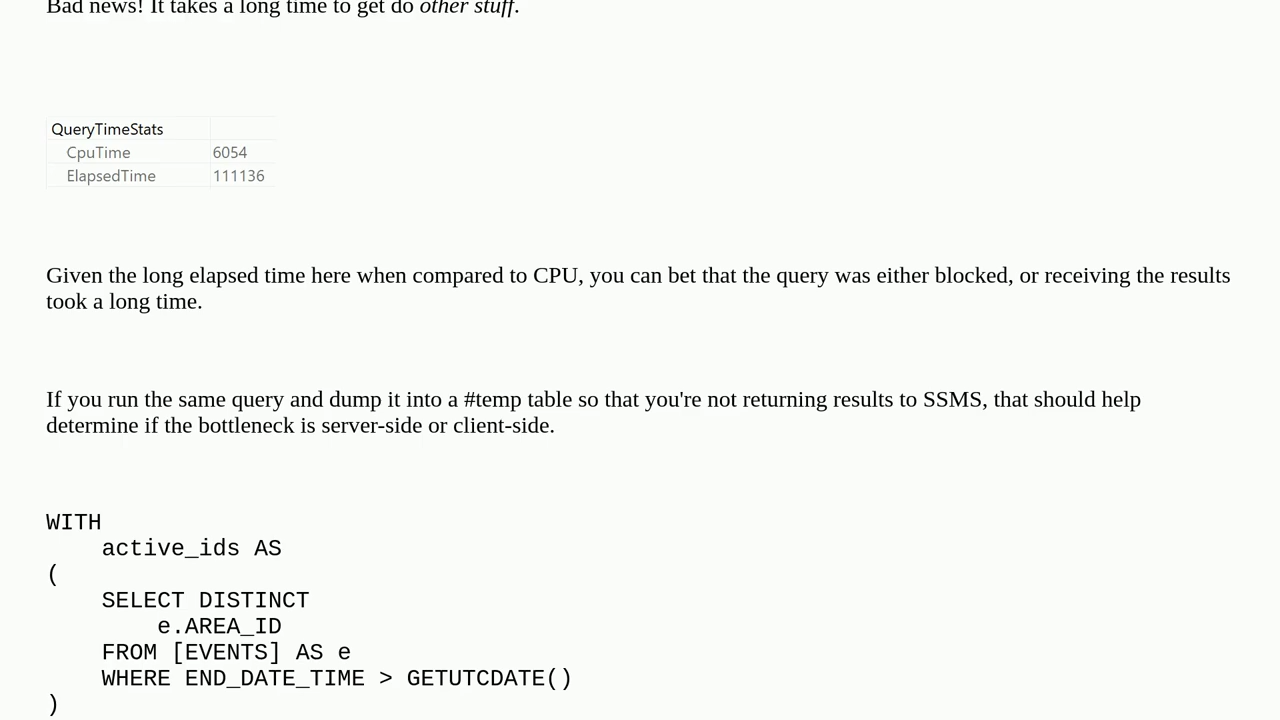 Bad news! It takes a long time to get do other stuff.
QueryTimeStats
CpuTime 6054
ElapsedTime 111136
Given the long elapsed time here when compared to CPU, you can bet that the query was either blocked, or receiving the results
took a long time.
If you run the same query and dump it into a #temp table so that you're not returning results to SSMS, that should help
determine if the bottleneck is server-side or client-side.
WITH
    active_ids AS
(
    SELECT DISTINCT
        e.AREA_ID
    FROM [EVENTS] AS e
    WHERE END_DATE_TIME > GETUTCDATE()
)